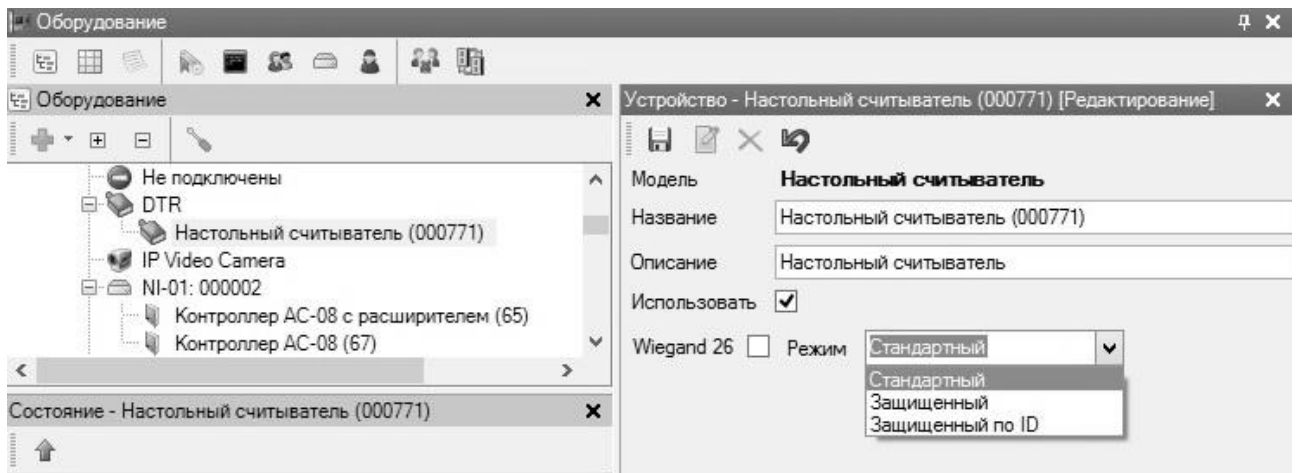 Оборудование
Оборудование
Не подключены
DTR
Настольный считыватель (000771)
IP Video Camera
NI-01: 000002
Контроллер АС-08 с расширителем (65)
Контроллер АС-08 (67)
Состояние - Настольный считыватель (000771)
Устройство - Настольный считыватель (000771) [Редактирование]
Модель Настольный считыватель
Название Настольный считыватель (000771)
Описание Настольный считыватель
Использовать
Wiegand 26 Режим Стандартный
Стандартный
Защищенный
Защищенный по ID